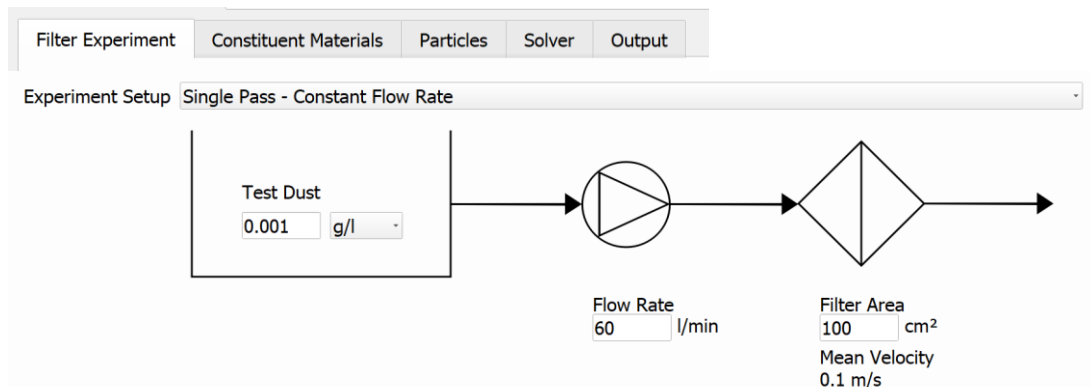 Filter Experiment Constituent Materials Particles Solver Output
Experiment Setup Single Pass - Constant Flow Rate
Test Dust
0.001 g/l
Flow Rate
60 l/min
Filter Area
100 cm²
Mean Velocity
0.1 m/s